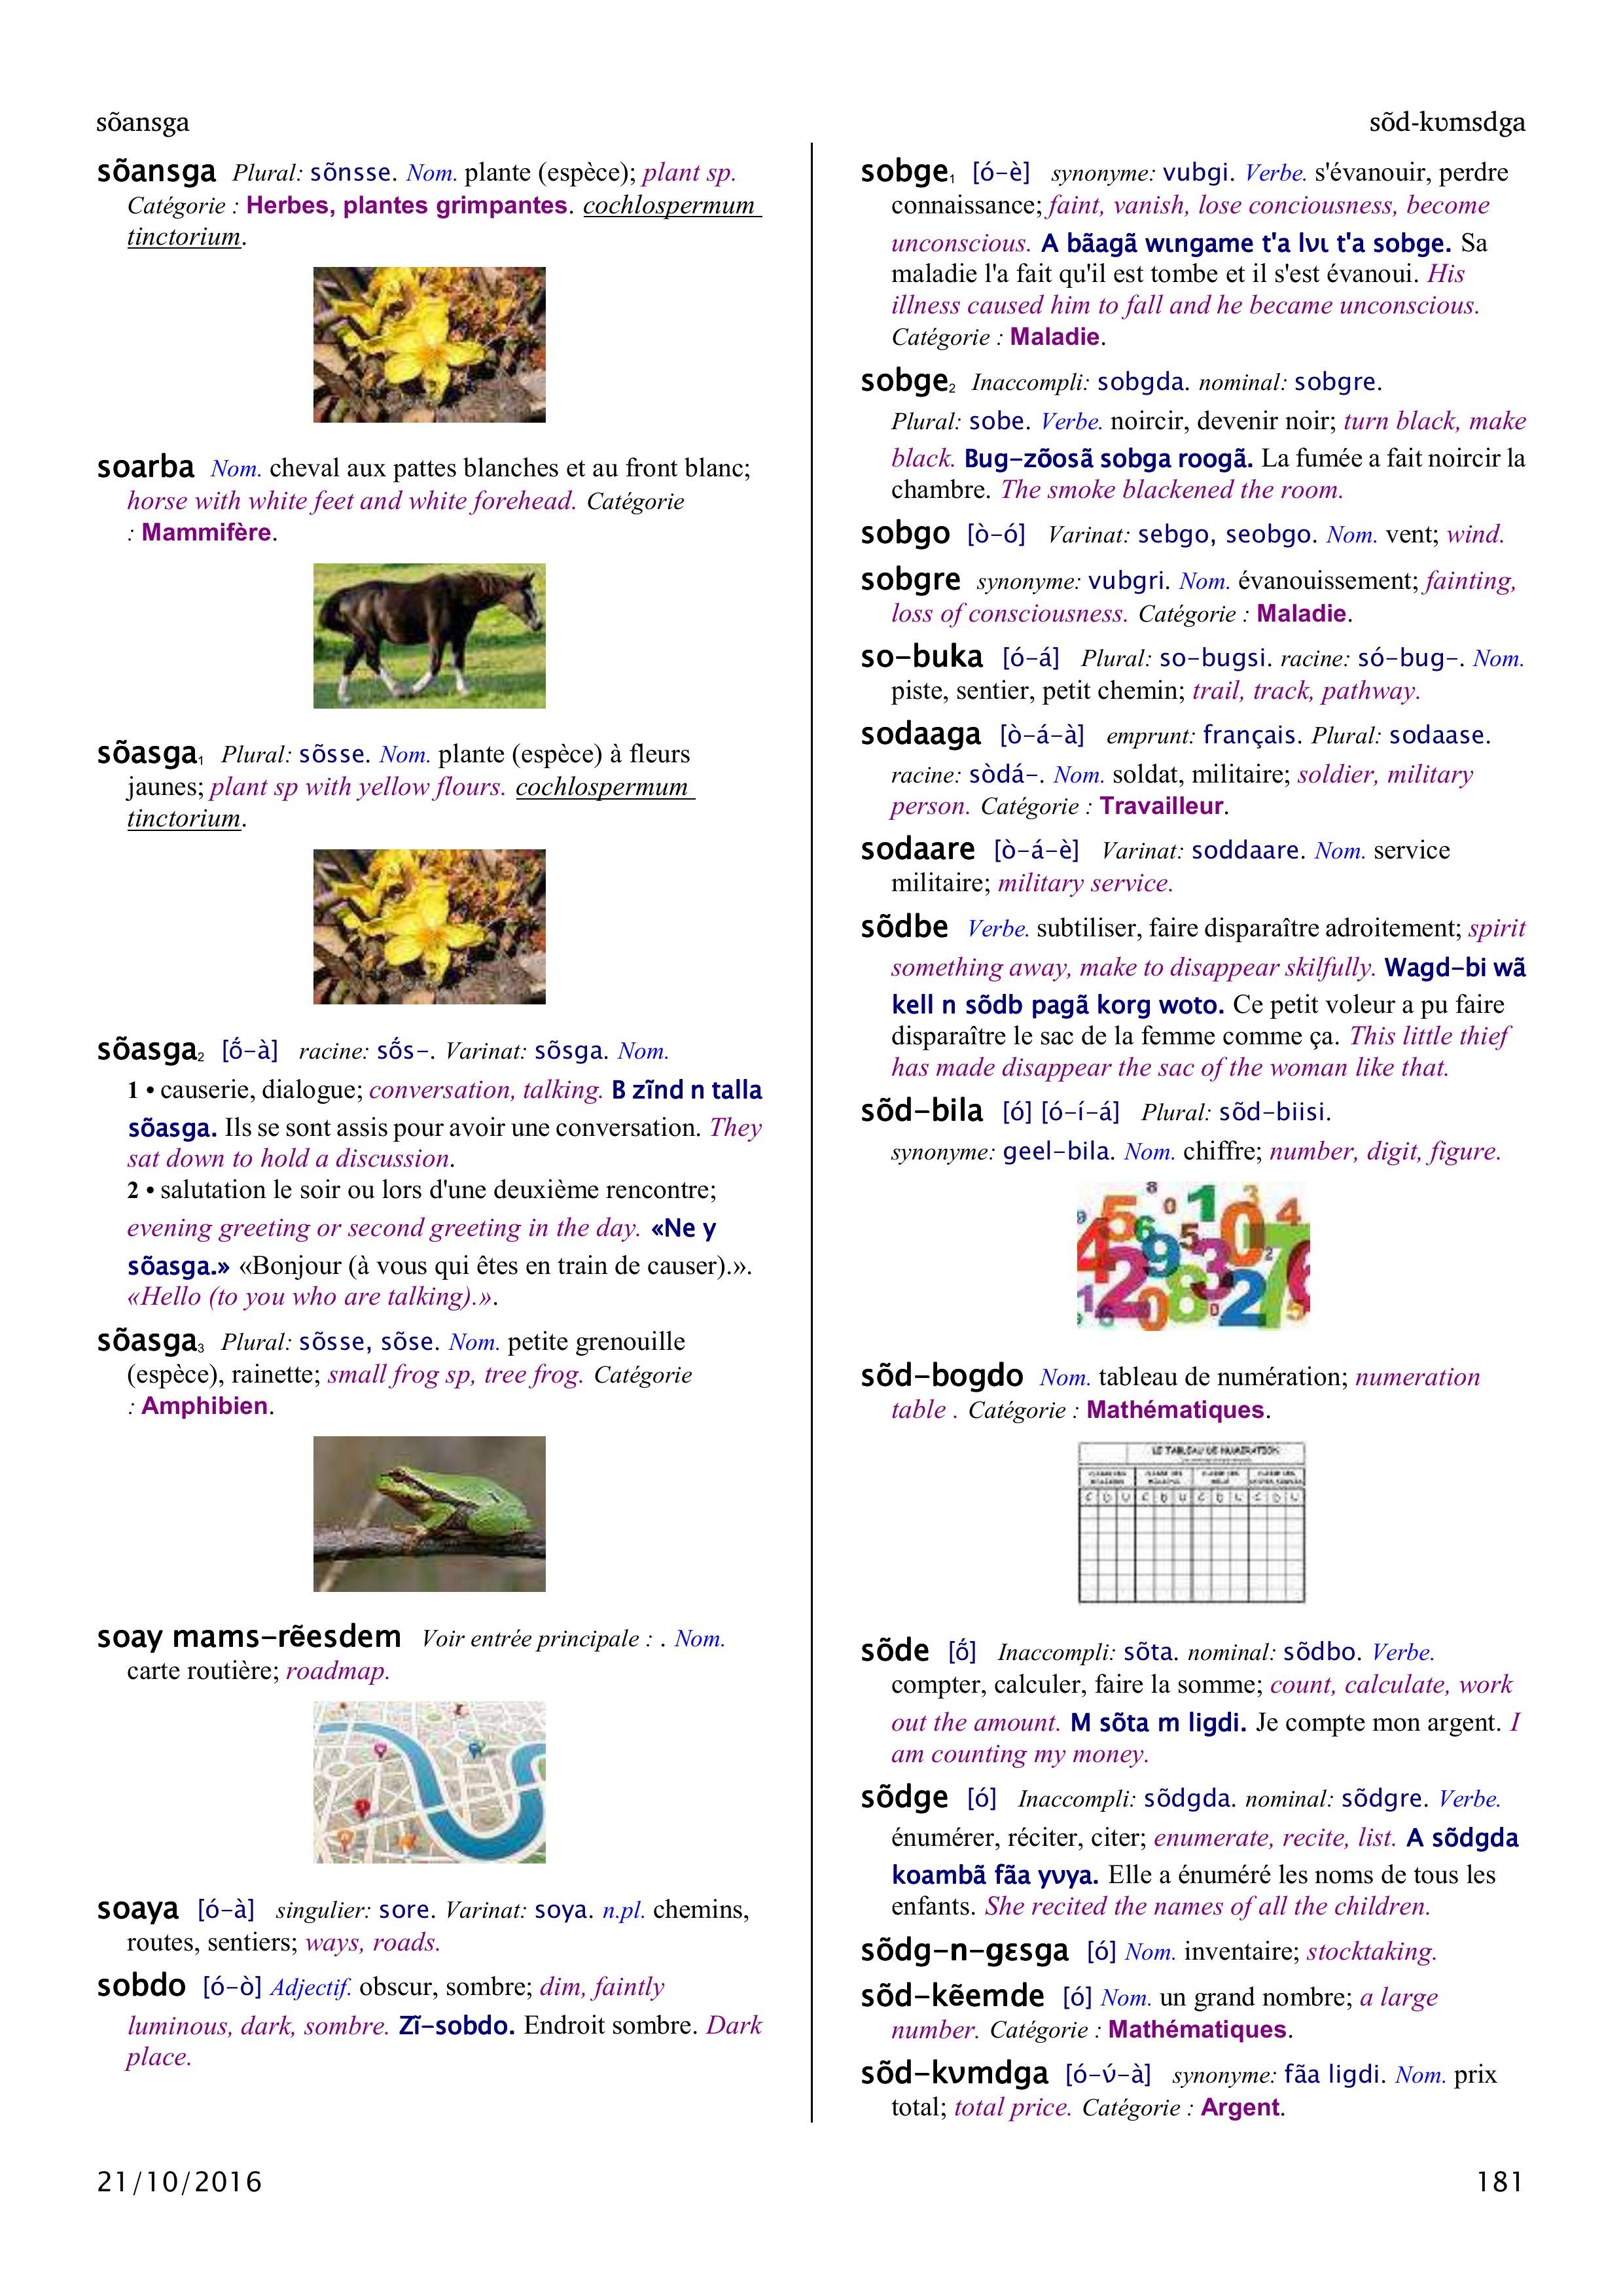 sõansga
sõd-kʋmsdga
sõansga Plural: sõnsse. Nom. plante (espèce); plant sp.
Catégorie : Herbes, plantes grimpantes. cochlospermum
tinctorium.
soarba Nom. cheval aux pattes blanches et au front blanc;
horse with white feet and white forehead. Catégorie
: Mammifère.
sõasga₁ Plural: sõsse. Nom. plante (espèce) à fleurs
jaunes; plant sp with yellow flours. cochlospermum
tinctorium.
sõasga₂ [ṍ-à] racine: sṍs-. Varinat: sõsga. Nom.
1 • causerie, dialogue; conversation, talking. B zĩnd n talla
sõasga. Ils se sont assis pour avoir une conversation. They
sat down to hold a discussion.
2 • salutation le soir ou lors d'une deuxième rencontre;
evening greeting or second greeting in the day. «Ne y
sõasga.» «Bonjour (à vous qui êtes en train de causer).».
«Hello (to you who are talking).».
sõasga₃ Plural: sõsse, sõse. Nom. petite grenouille
(espèce), rainette; small frog sp, tree frog. Catégorie
: Amphibien.
soay mams-rẽesdem Voir entrée principale : . Nom.
carte routière; roadmap.
soaya [ó-à] singulier: sore. Varinat: soya. n.pl. chemins,
routes, sentiers; ways, roads.
sobdo [ó-ò] Adjectif. obscur, sombre; dim, faintly
luminous, dark, sombre. Zĩ-sobdo. Endroit sombre. Dark
place.
sobge₁ [ó-è] synonyme: vubgi. Verbe. s'évanouir, perdre
connaissance; faint, vanish, lose conciousness, become
unconscious. A bãagã wɩngame t'a lʋɩ t'a sobge. Sa
maladie l'a fait qu'il est tombe et il s'est évanoui. His
illness caused him to fall and he became unconscious.
Catégorie : Maladie.
sobge₂ Inaccompli: sobgda. nominal: sobgre.
Plural: sobe. Verbe. noircir, devenir noir; turn black, make
black. Bug-zõosã sobga roogã. La fumée a fait noircir la
chambre. The smoke blackened the room.
sobgo [ò-ó] Varinat: sebgo, seobgo. Nom. vent; wind.
sobgre synonyme: vubgri. Nom. évanouissement; fainting,
loss of consciousness. Catégorie : Maladie.
so-buka [ó-á] Plural: so-bugsi. racine: só-bug-. Nom.
piste, sentier, petit chemin; trail, track, pathway.
sodaaga [ò-á-à] emprunt: français. Plural: sodaase.
racine: sòdá-. Nom. soldat, militaire; soldier, military
person. Catégorie : Travailleur.
sodaare [ò-á-è] Varinat: soddaare. Nom. service
militaire; military service.
sõdbe Verbe. subtiliser, faire disparaître adroitement; spirit
something away, make to disappear skilfully. Wagd-bi wã
kell n sõdb pagã korg woto. Ce petit voleur a pu faire
disparaître le sac de la femme comme ça. This little thief
has made disappear the sac of the woman like that.
sõd-bila [ó] [ó-í-á] Plural: sõd-biisi.
synonyme: geel-bila. Nom. chiffre; number, digit, figure.
sõd-bogdo Nom. tableau de numération; numeration
table . Catégorie : Mathématiques.
LE TABLEAU DE NUMERATION
sõde [ṍ] Inaccompli: sõta. nominal: sõdbo. Verbe.
compter, calculer, faire la somme; count, calculate, work
out the amount. M sõta m ligdi. Je compte mon argent. I
am counting my money.
sõdge [ó] Inaccompli: sõdgda. nominal: sõdgre. Verbe.
énumérer, réciter, citer; enumerate, recite, list. A sõdgda
koambã fãa yʋya. Elle a énuméré les noms de tous les
enfants. She recited the names of all the children.
sõdg-n-gɛsga [ó] Nom. inventaire; stocktaking.
sõd-kẽemde [ó] Nom. un grand nombre; a large
number. Catégorie : Mathématiques.
sõd-kʋmdga [ó-ʋ́-à] synonyme: fãa ligdi. Nom. prix
total; total price. Catégorie : Argent.
21/10/2016
181